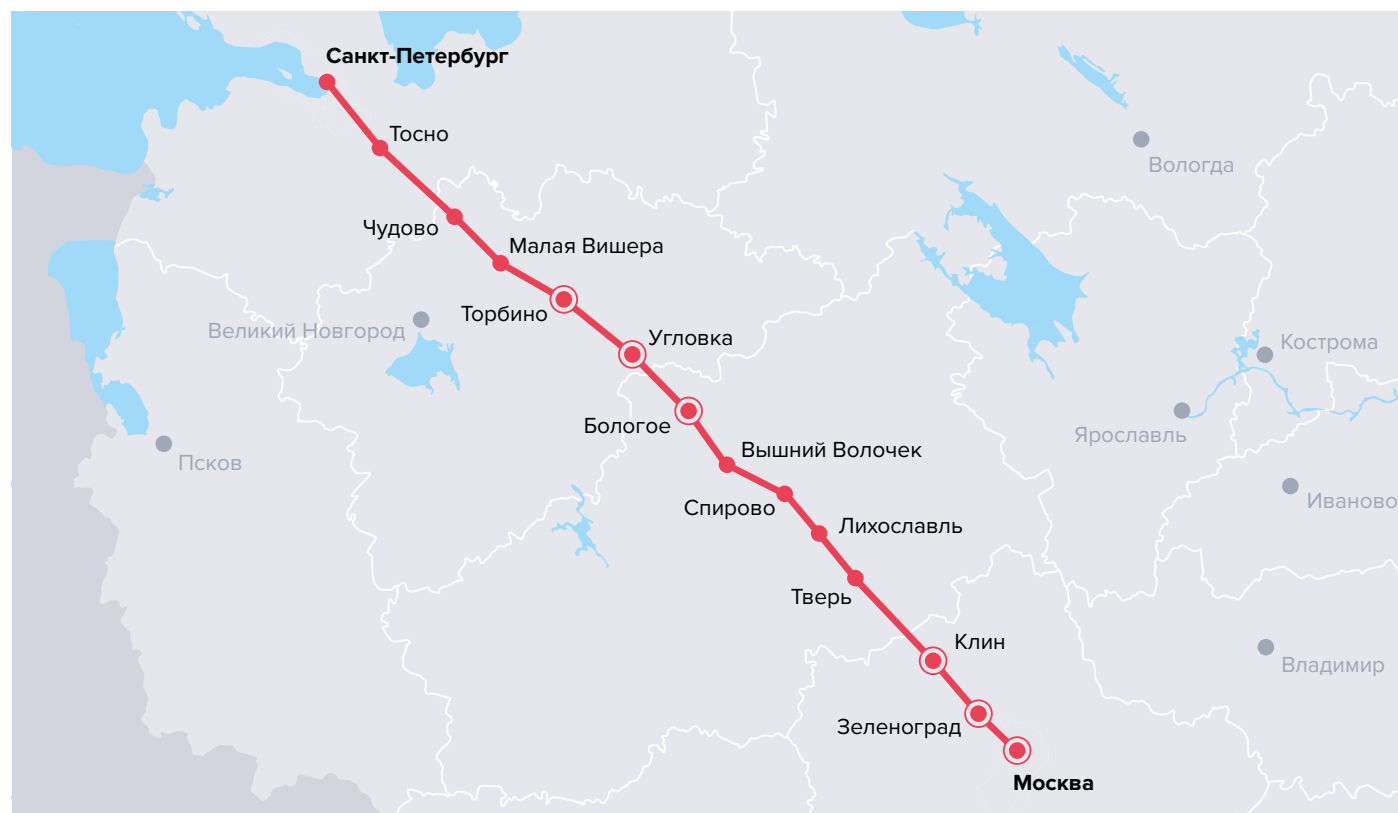 Санкт-Петербург
Тосно
Вологда
Чудово
Малая Вишера
Торбино
Великий Новгород
Угловка
Кострома
Бологое
Ярославль
Вышний Волочек
Псков
Спирово
Иваново
Лихославль
Тверь
Клин
Владимир
Зеленоград
Москва